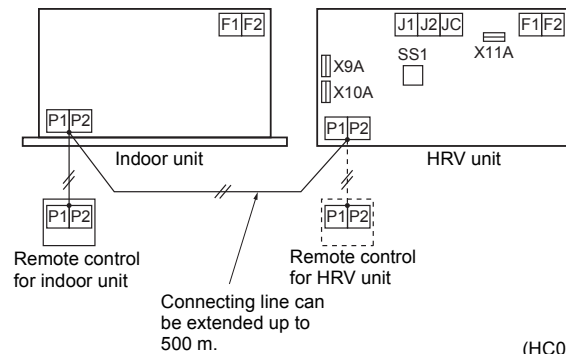 F1 F2
J1 J2 JC
X11A
F1 F2
SS1
X9A
X10A
P1 P2
P1 P2
Indoor unit
HRV unit
P1 P2
P1 P2
Remote control
for indoor unit
Remote control
for HRV unit
Connecting line can
be extended up to
500 m.
(HC0